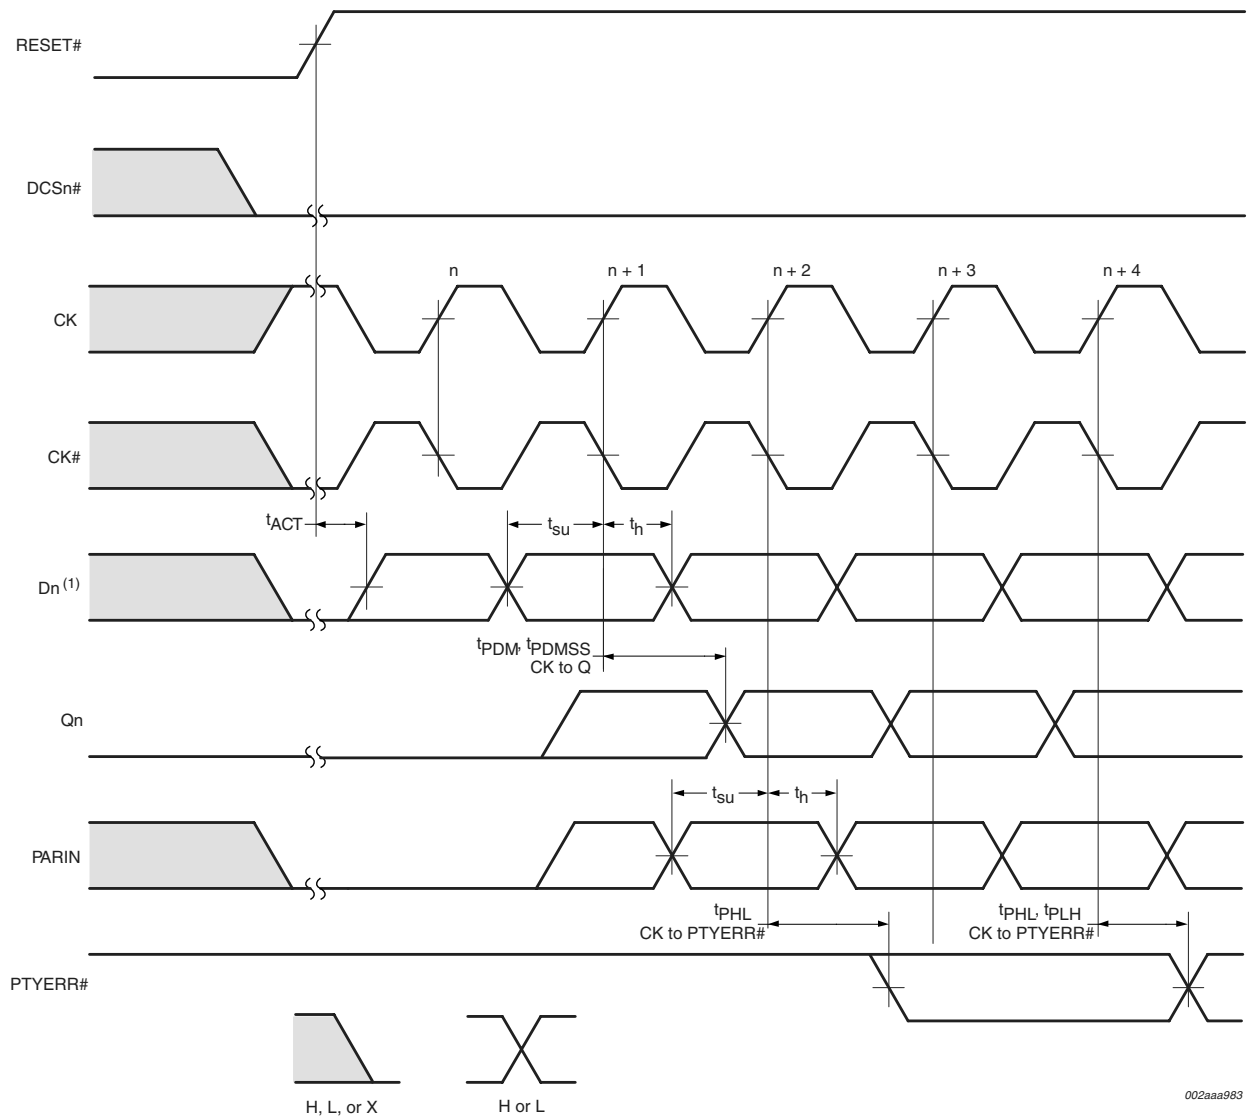 RESET#
DCSn#
n
n + 1
n + 2
n + 3
n + 4
CK
CK#
tACT
tsu
th
Dn (1)
tPDM, tPDMSS
CK to Q
Qn
tsu
th
PARIN
tPHL
CK to PTYERR#
tPHL, tPLH
CK to PTYERR#
PTYERR#
H, L, or X
H or L
002aaa983